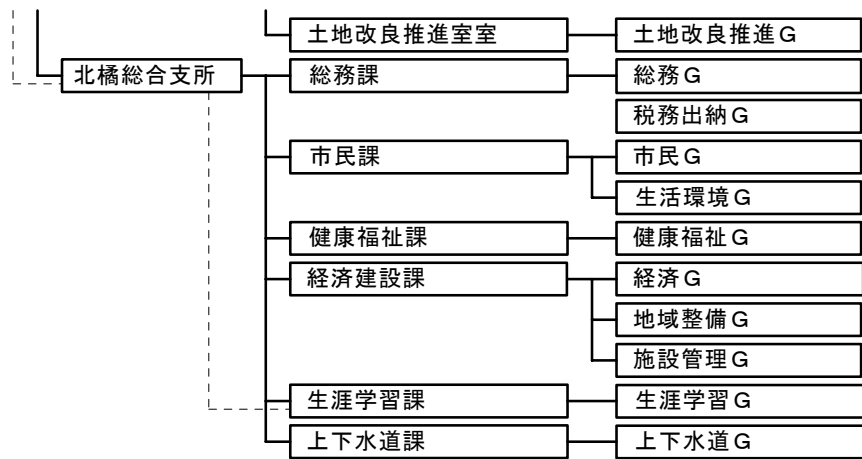 土地改良推進室室 土地改良推進Ｇ
北橘総合支所 総務課 総務Ｇ
税務出納Ｇ
市民課 市民Ｇ
生活環境Ｇ
健康福祉課 健康福祉Ｇ
経済建設課 経済Ｇ
地域整備Ｇ
施設管理Ｇ
生涯学習課 生涯学習Ｇ
上下水道課 上下水道Ｇ